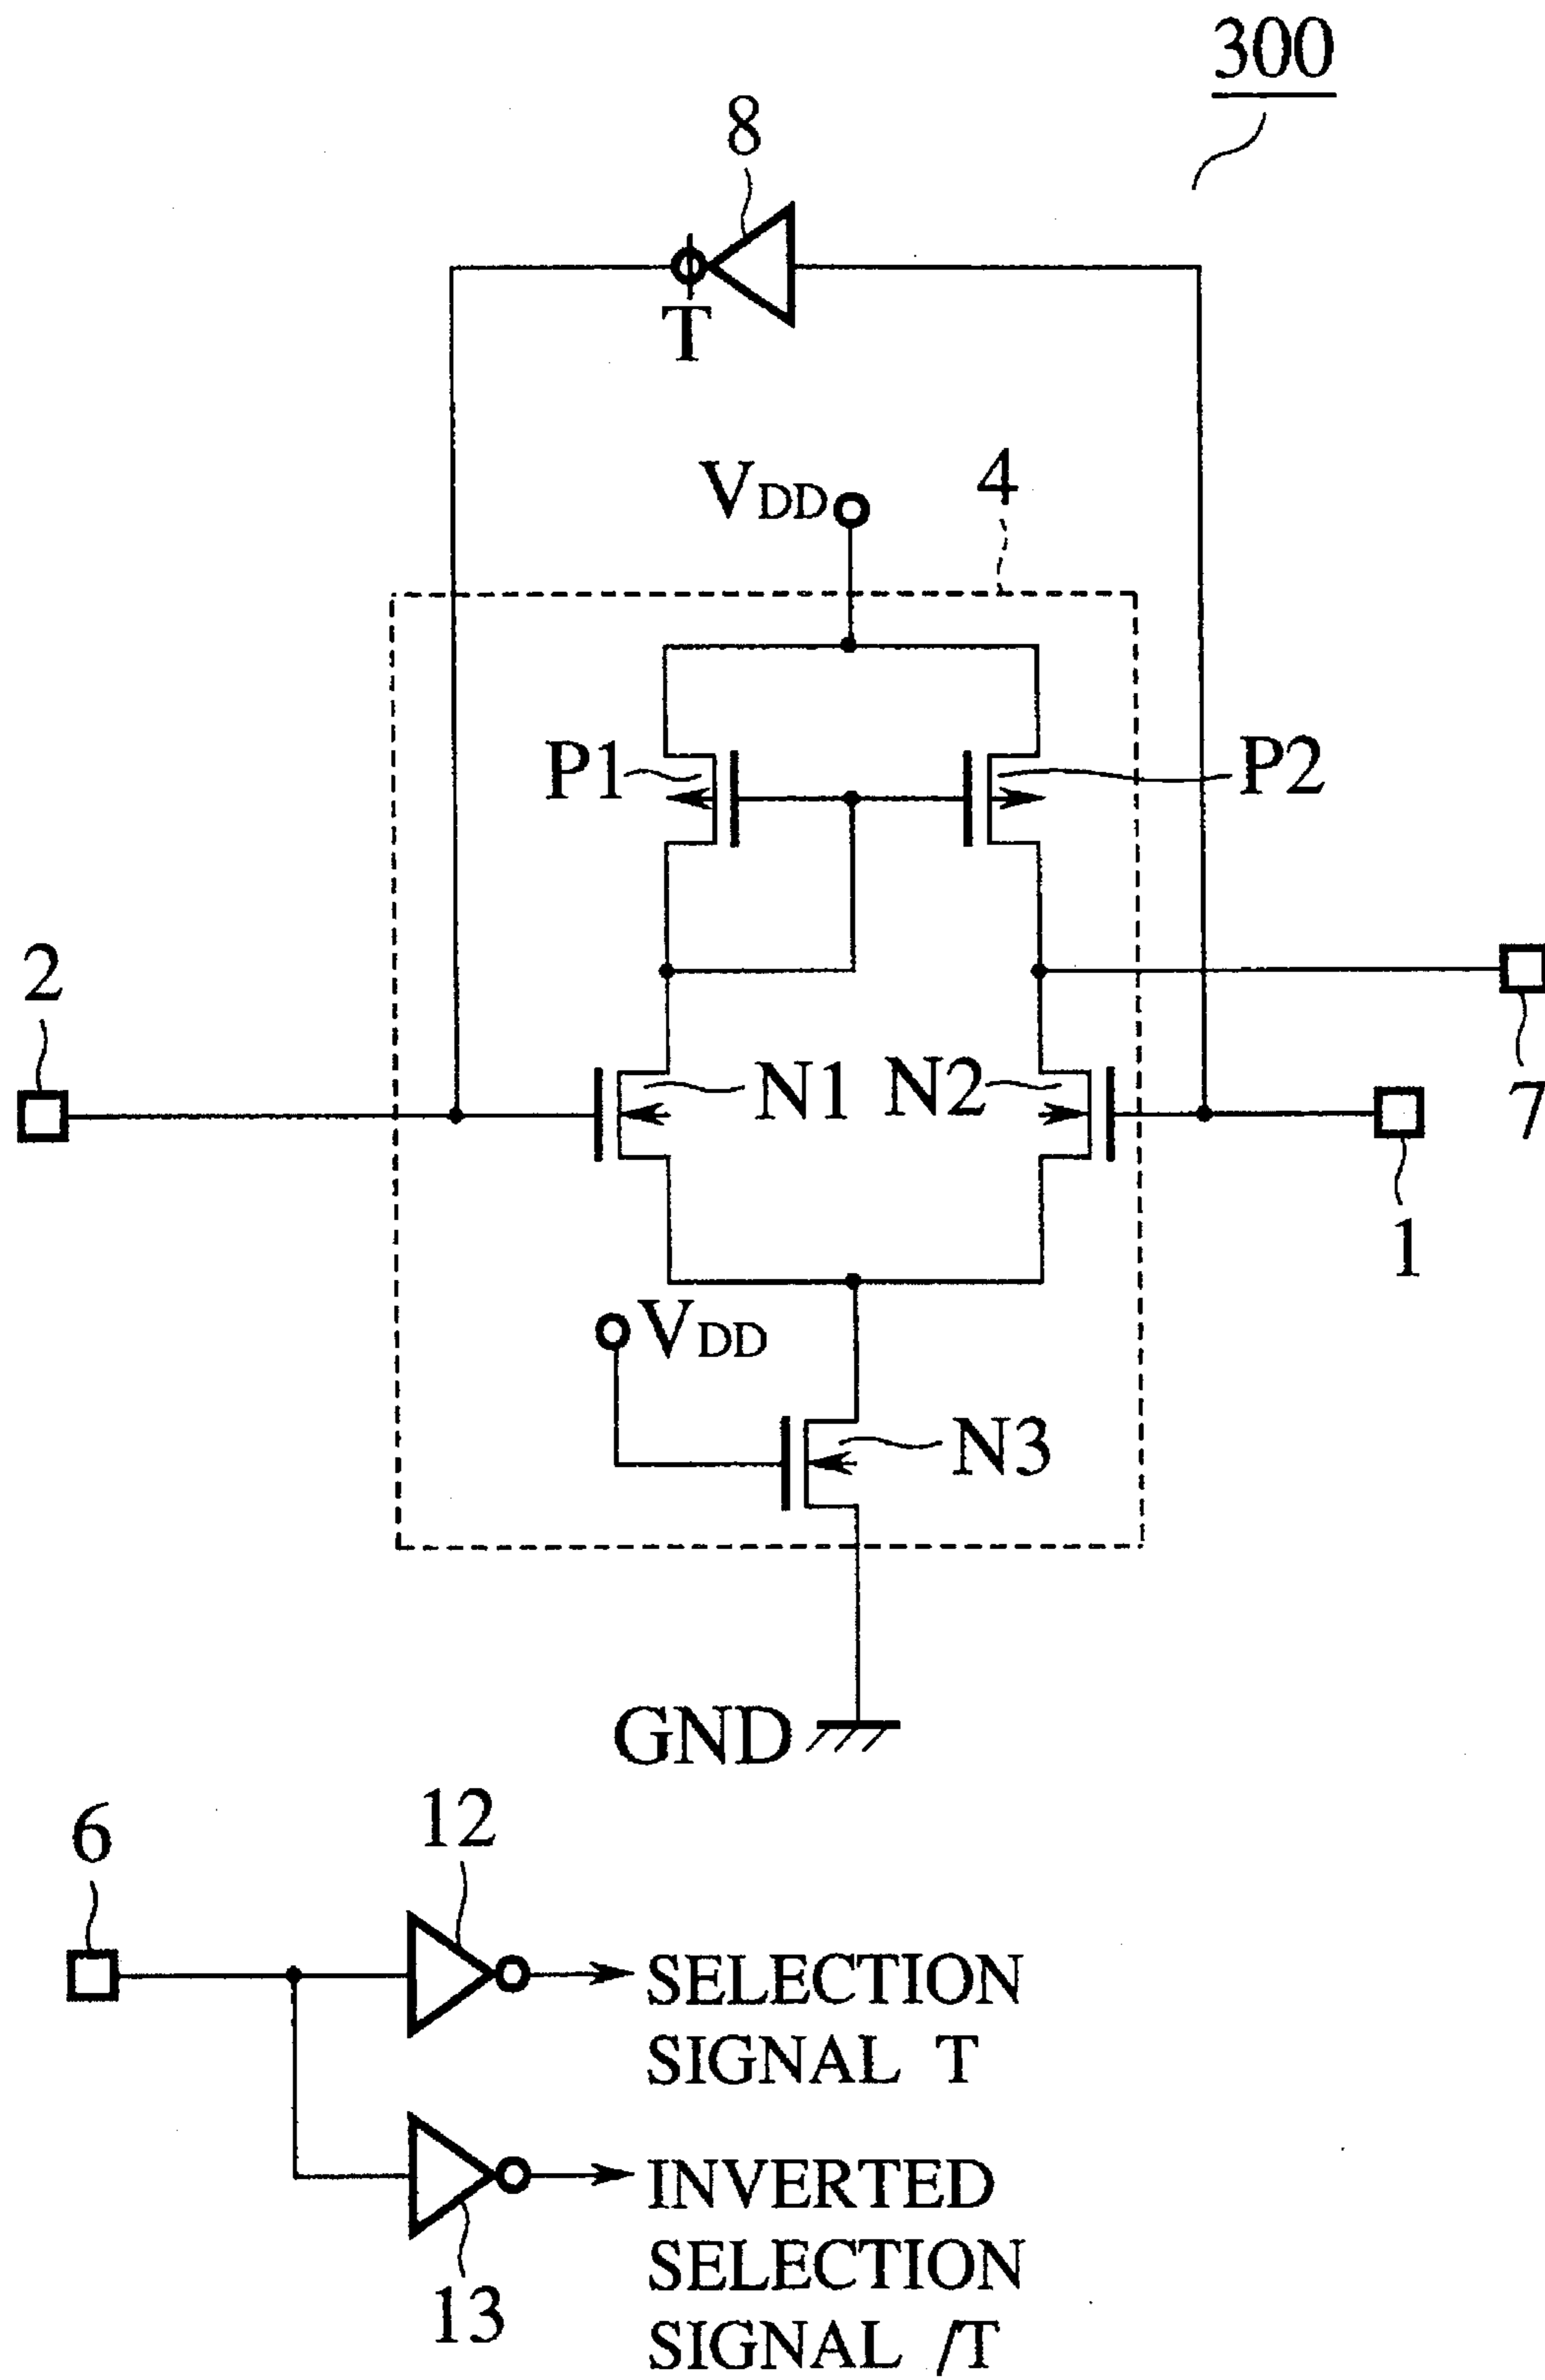 300
8
T
VDD
4
P1
P2
2
N1
N2
7
1
VDD
N3
GND
6
12
SELECTION
SIGNAL T
INVERTED
SELECTION
SIGNAL /T
13